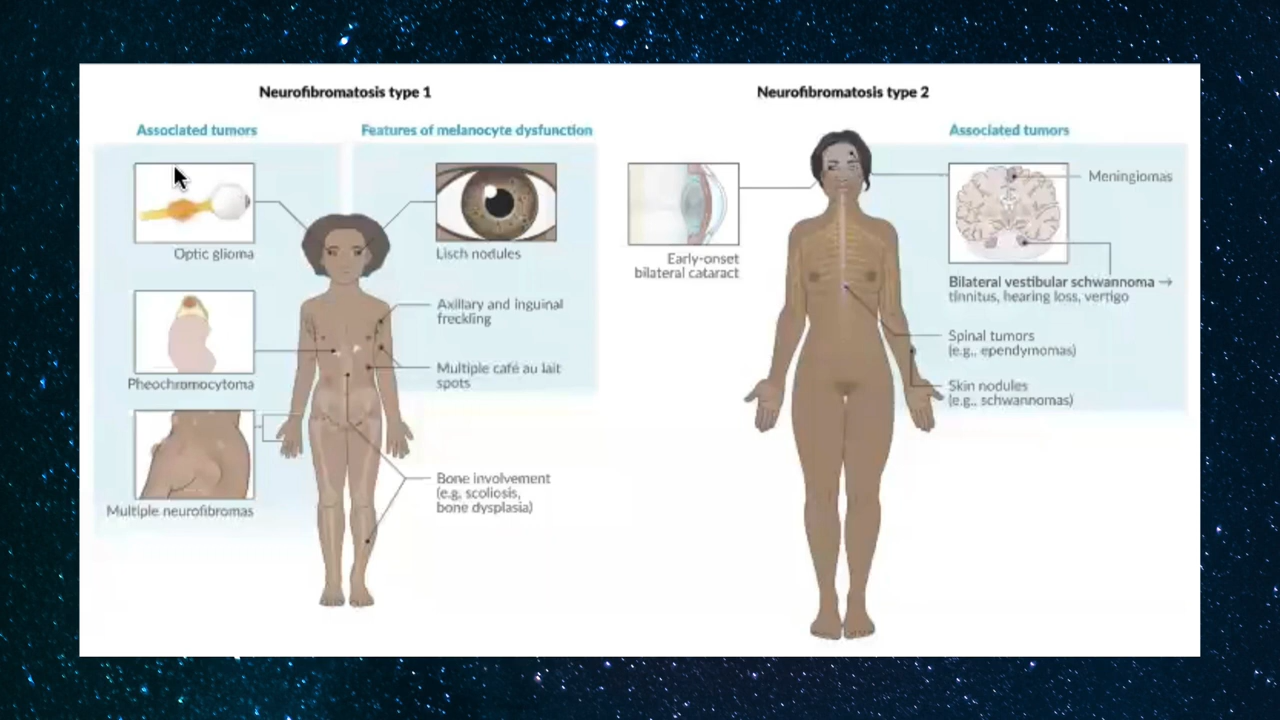 Neurofibromatosis type 1
Associated tumors
Features of melanocyte dysfunction
Optic glioma
Lisch nodules
Axillary and inguinal
freckling
Pheochromocytoma
Multiple café au lait
spots
Multiple neurofibromas
Bone involvement
(e.g, scoliosis,
bone dysplasia)
Neurofibromatosis type 2
Associated tumors
Early-onset
bilateral cataract
Meningiomas
Bilateral vestibular schwannoma →
tinnitus, hearing loss, vertigo
Spinal tumors
(e.g., ependymomas)
Skin nodules
(e.g., schwannomas)